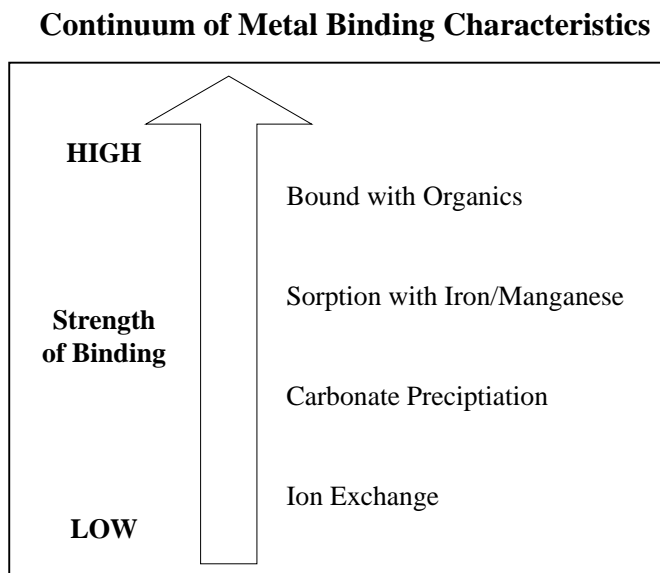 Continuum of Metal Binding Characteristics
HIGH
Bound with Organics
Sorption with Iron/Manganese
Strength
of Binding
Carbonate Preciptiation
Ion Exchange
LOW